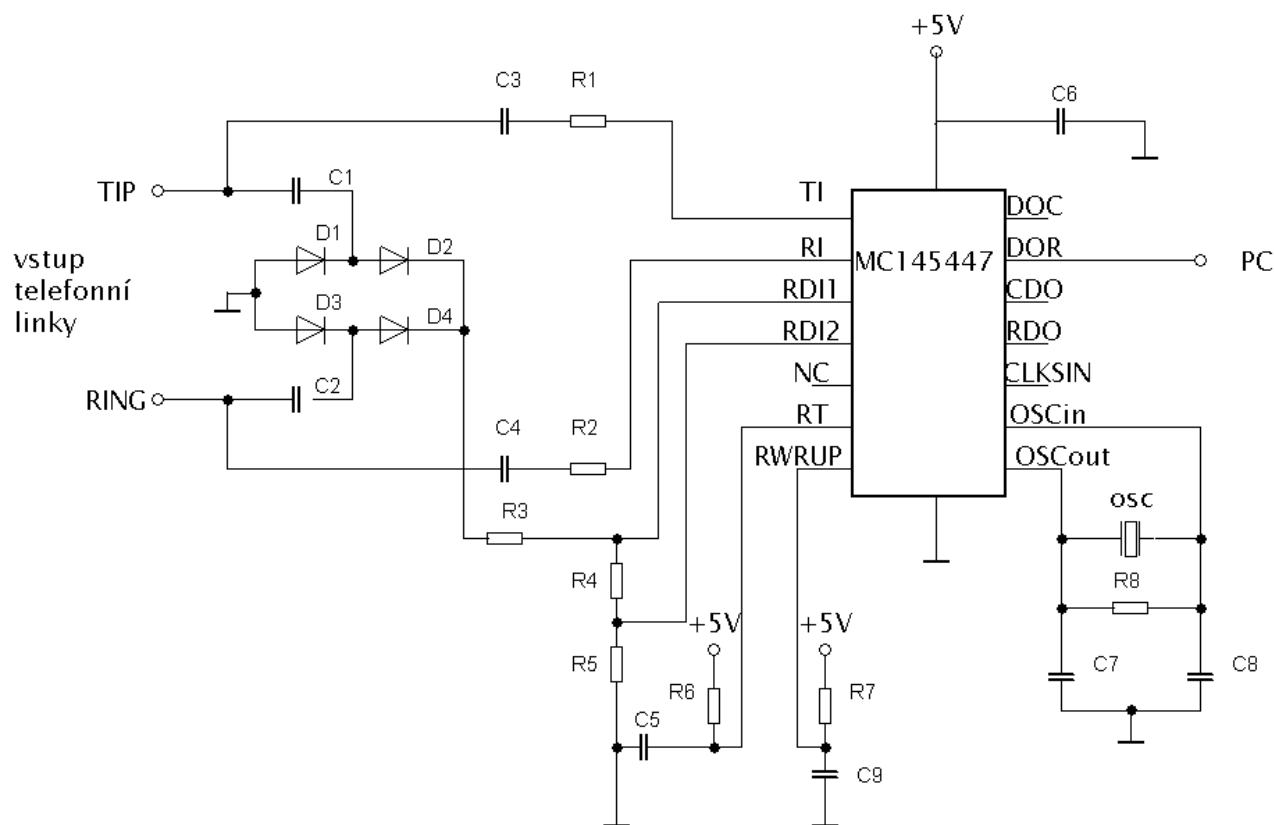 +5V
C3
R1
C6
TIP
C1
TI
DOC
D1
D2
RI
MC145447
DOR
PC
vstup
telefonní
linky
RDI1
CDO
D3
D4
RDI2
RDO
NC
CLKSIN
RING
C2
C4
R2
RT
OSCin
RWRUP
OSCout
osc
R3
R4
R8
+5V
+5V
R5
R6
R7
C7
C8
C5
C9